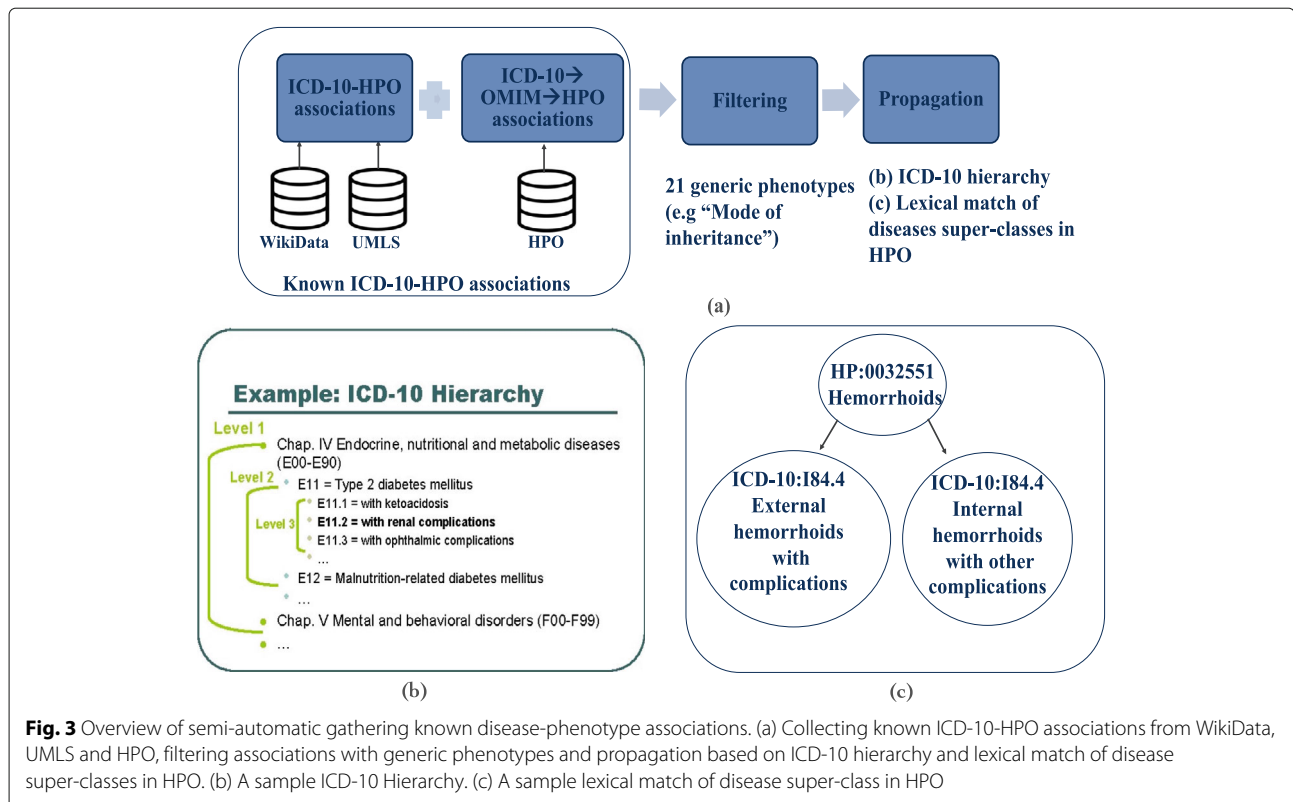 ICD-10-HPO
associations
ICD-10→
OMIM→HPO
associations
Filtering
Propagation
WikiData
UMLS
HPO
Known ICD-10-HPO associations
21 generic phenotypes
(e.g “Mode of
inheritance”)
(b) ICD-10 hierarchy
(c) Lexical match of
diseases super-classes in
HPO
(a)
Example: ICD-10 Hierarchy
Level 1
Chap. IV Endocrine, nutritional and metabolic diseases
(E00-E90)
Level 2
E11 = Type 2 diabetes mellitus
E11.1 = with ketoacidosis
Level 3
E11.2 = with renal complications
E11.3 = with ophthalmic complications
...
E12 = Malnutrition-related diabetes mellitus
...
Chap. V Mental and behavioral disorders (F00-F99)
...
(b)
HP:0032551
Hemorrhoids
ICD-10:I84.4
External
hemorrhoids
with
complications
ICD-10:I84.4
Internal
hemorrhoids
with other
complications
(c)
Fig. 3 Overview of semi-automatic gathering known disease-phenotype associations. (a) Collecting known ICD-10-HPO associations from WikiData,
UMLS and HPO, filtering associations with generic phenotypes and propagation based on ICD-10 hierarchy and lexical match of disease
super-classes in HPO. (b) A sample ICD-10 Hierarchy. (c) A sample lexical match of disease super-class in HPO